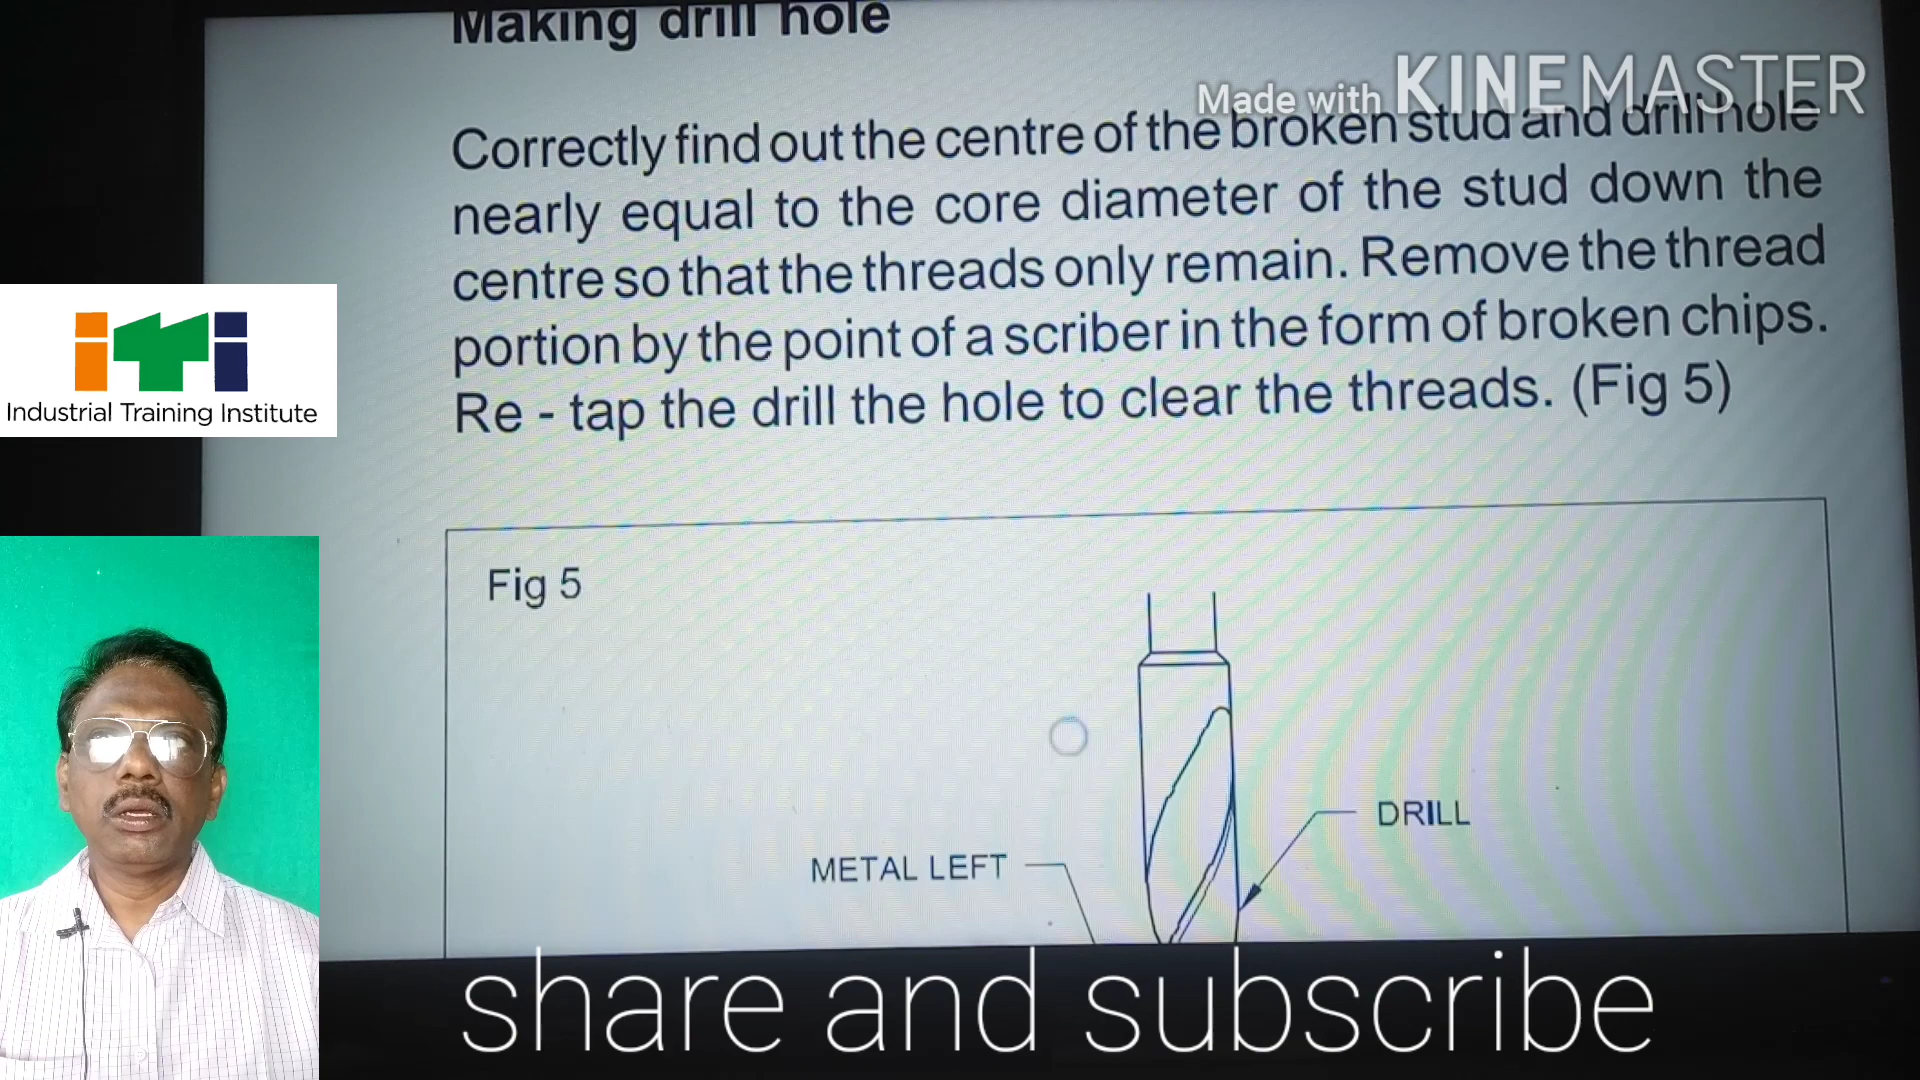 Making drill hole
Made with KINEMASTER
Correctly find out the centre of the broken stud and drill hole
nearly equal to the core diameter of the stud down the
centre so that the threads only remain. Remove the thread
portion by the point of a scriber in the form of broken chips.
Re - tap the drill the hole to clear the threads. (Fig 5)
iTi
Industrial Training Institute
Fig 5
DRILL
METAL LEFT
share and subscribe